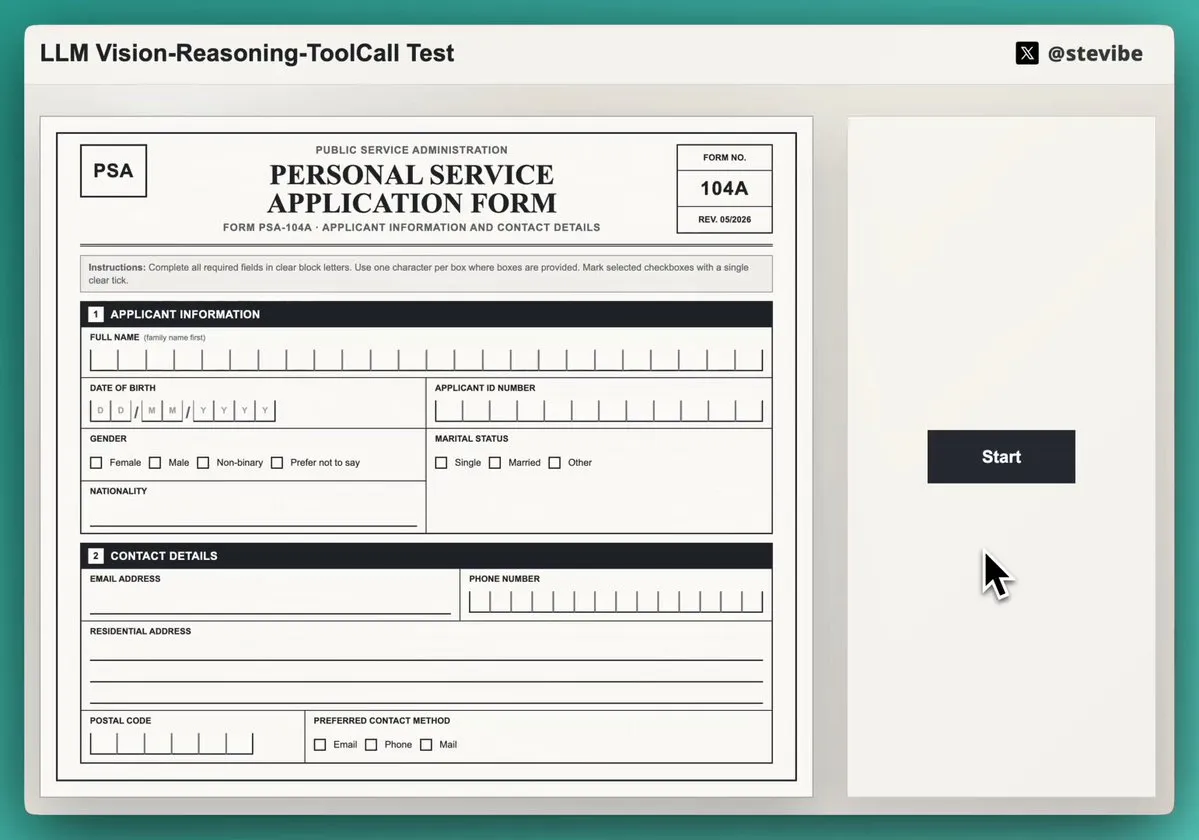 LLM Vision-Reasoning-ToolCall Test
𝕏 @stevibe
PSA
PUBLIC SERVICE ADMINISTRATION
PERSONAL SERVICE
APPLICATION FORM
FORM PSA-104A · APPLICANT INFORMATION AND CONTACT DETAILS
FORM NO.
104A
REV. 05/2026
Instructions: Complete all required fields in clear block letters. Use one character per box where boxes are provided. Mark selected checkboxes with a single
clear tick.
1 APPLICANT INFORMATION
FULL NAME (family name first)
DATE OF BIRTH
D D / M M / Y Y Y Y
APPLICANT ID NUMBER
GENDER
Female Male Non-binary Prefer not to say
MARITAL STATUS
Single Married Other
NATIONALITY
2 CONTACT DETAILS
EMAIL ADDRESS
PHONE NUMBER
RESIDENTIAL ADDRESS
POSTAL CODE
PREFERRED CONTACT METHOD
Email Phone Mail
Start